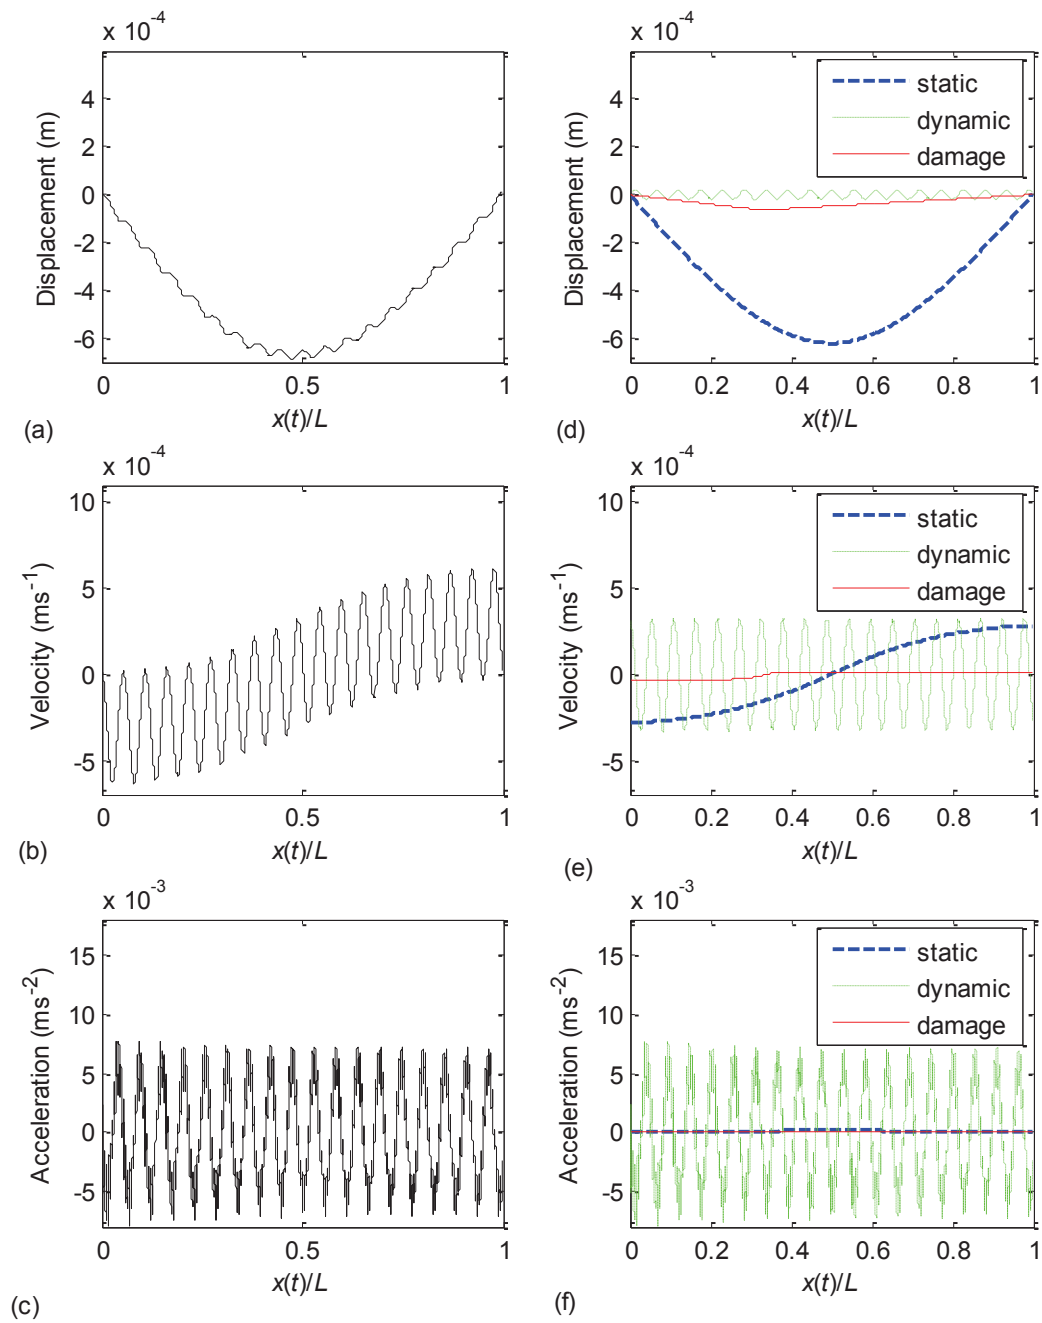 x 10-4
Displacement (m)
4
2
0
-2
-4
-6
0
0.5
1
x(t)/L
(a)
x 10-4
Displacement (m)
4
2
0
-2
-4
-6
0
0.2
0.4
0.6
0.8
1
x(t)/L
static
dynamic
damage
(d)
x 10-4
Velocity (ms-1)
10
5
0
-5
0
0.5
1
x(t)/L
(b)
x 10-4
Velocity (ms-1)
10
5
0
-5
0
0.2
0.4
0.6
0.8
1
x(t)/L
static
dynamic
damage
(e)
x 10-3
Acceleration (ms-2)
15
10
5
0
-5
0
0.5
1
x(t)/L
(c)
x 10-3
Acceleration (ms-2)
15
10
5
0
-5
0
0.2
0.4
0.6
0.8
1
x(t)/L
static
dynamic
damage
(f)